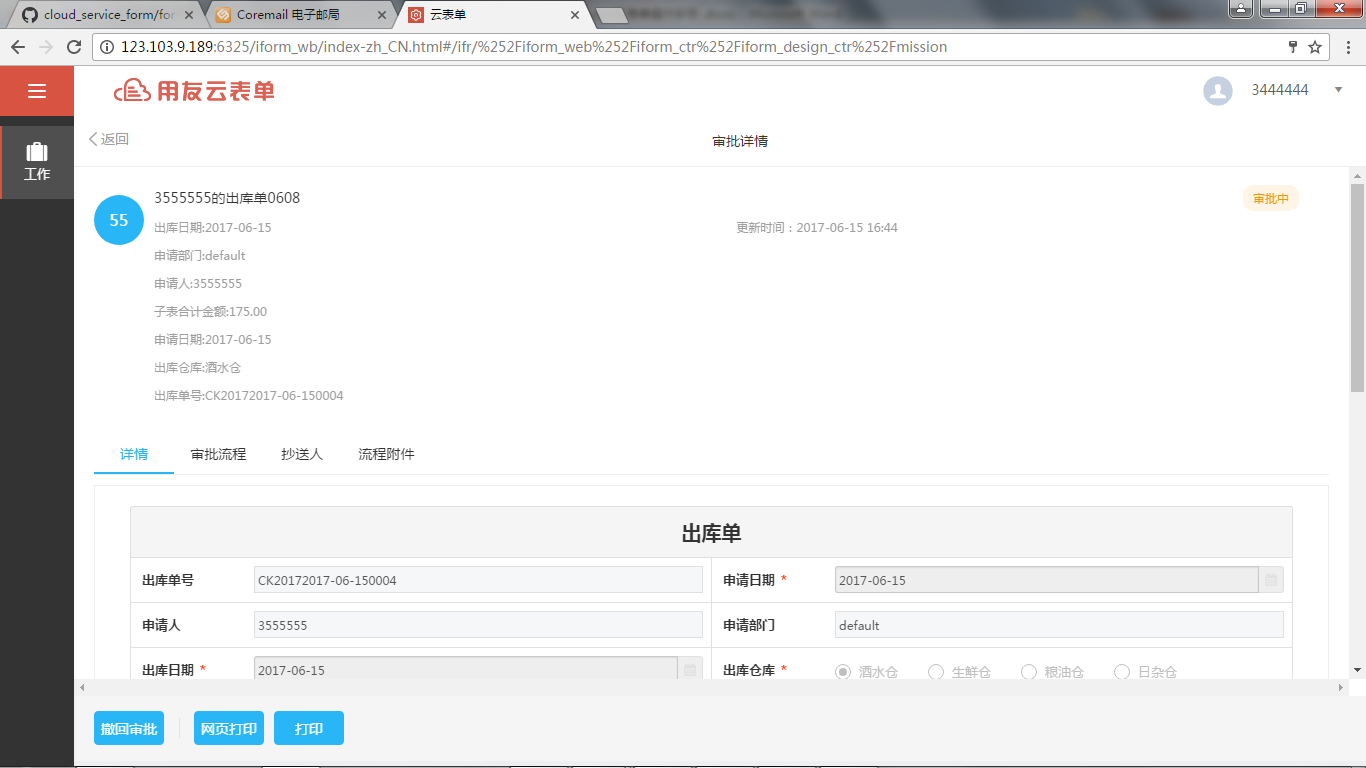 cloud_service_form/for
Coremail 电子邮局
云表单
123.103.9.189:6325/iform_wb/index-zh_CN.html#/ifr/%252Fiform_web%252Fiform_ctr%252Fiform_design_ctr%252Fmission
用友云表单
3444444
返回
审批详情
工作
55
3555555的出库单0608
审批中
出库日期:2017-06-15
更新时间：2017-06-15 16:44
申请部门:default
申请人:3555555
子表合计金额:175.00
申请日期:2017-06-15
出库仓库:酒水仓
出库单号:CK20172017-06-150004
详情 审批流程 抄送人 流程附件
出库单
出库单号 CK20172017-06-150004 申请日期 * 2017-06-15
申请人 3555555 申请部门 default
出库日期 * 2017-06-15 出库仓库 * 酒水仓 生鲜仓 粮油仓 日杂仓
撤回审批 网页打印 打印